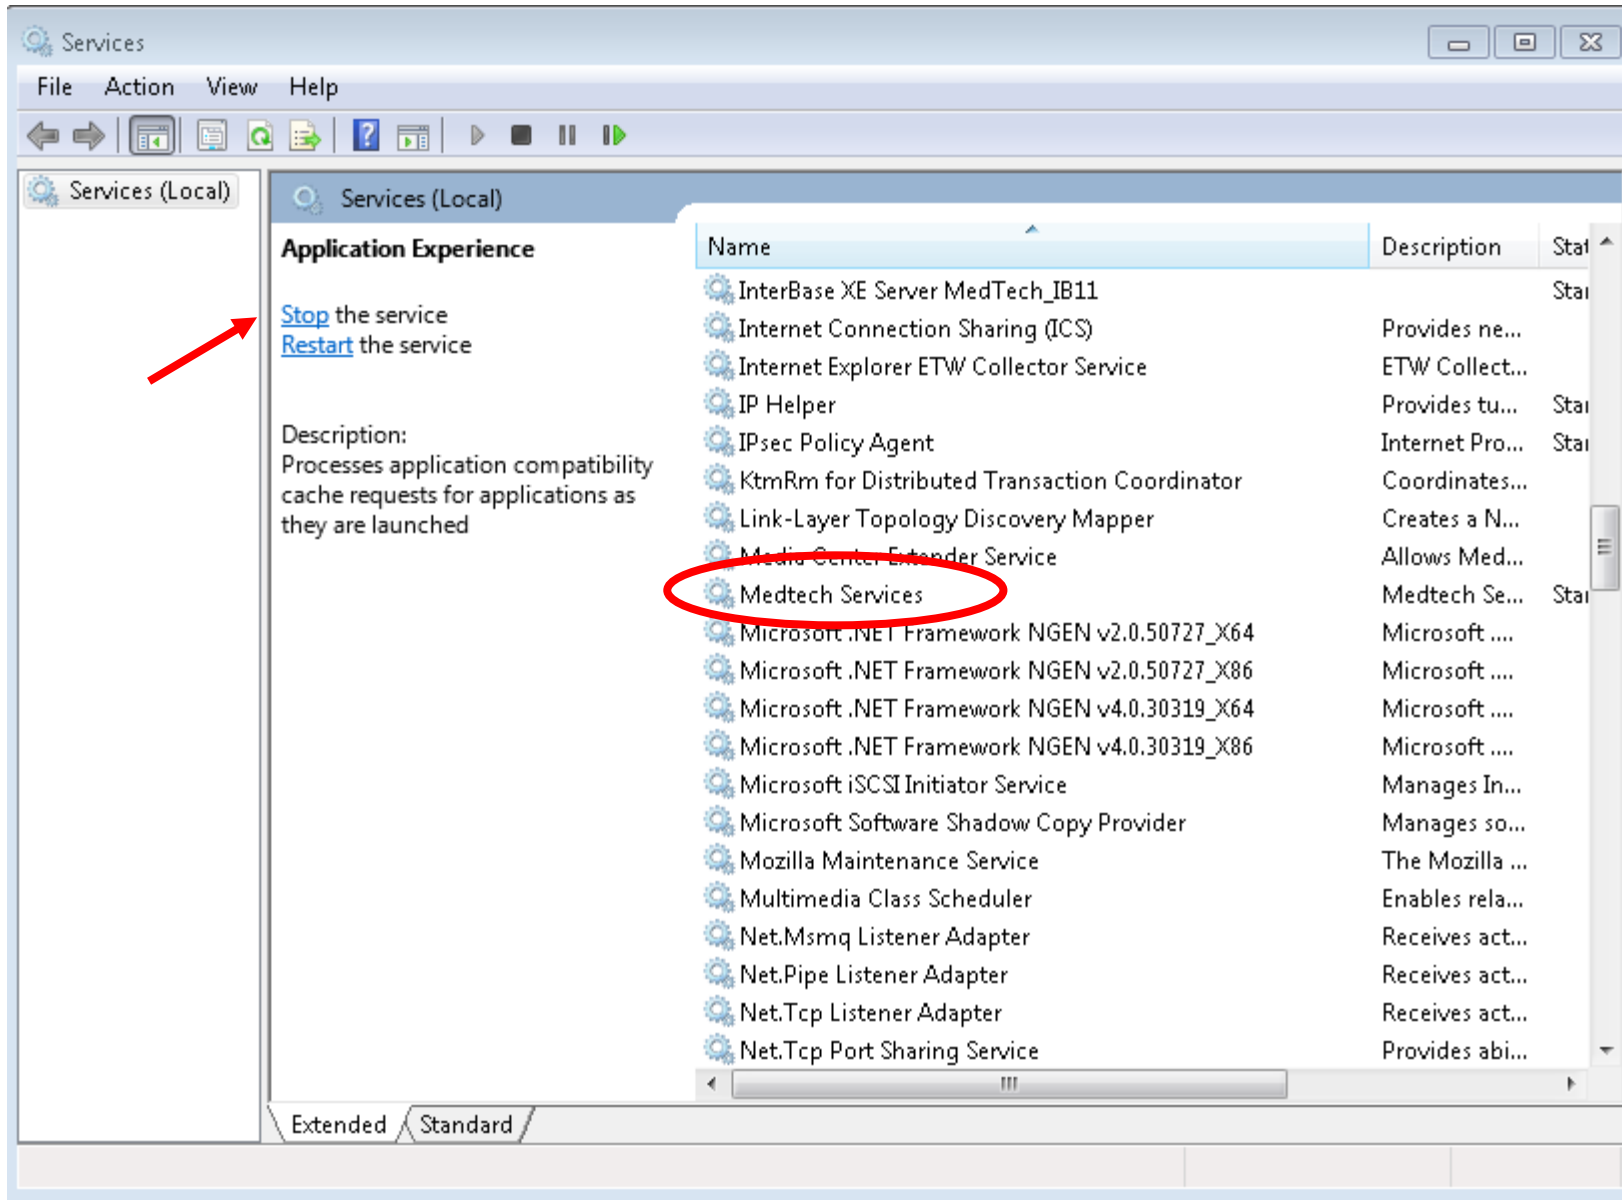 Services
File Action View Help
Services (Local)
Services (Local)
Application Experience
Stop the service
Restart the service
Description:
Processes application compatibility
cache requests for applications as
they are launched
Name Description Stat
InterBase XE Server MedTech_IB11 Star
Internet Connection Sharing (ICS) Provides ne...
Internet Explorer ETW Collector Service ETW Collect...
IP Helper Provides tu... Star
IPsec Policy Agent Internet Pro... Star
KtmRm for Distributed Transaction Coordinator Coordinates...
Link-Layer Topology Discovery Mapper Creates a N...
Media Center Extender Service Allows Med...
Medtech Services Medtech Se... Star
Microsoft .NET Framework NGEN v2.0.50727_X64 Microsoft ....
Microsoft .NET Framework NGEN v2.0.50727_X86 Microsoft ....
Microsoft .NET Framework NGEN v4.0.30319_X64 Microsoft ....
Microsoft .NET Framework NGEN v4.0.30319_X86 Microsoft ....
Microsoft iSCSI Initiator Service Manages In...
Microsoft Software Shadow Copy Provider Manages so...
Mozilla Maintenance Service The Mozilla ...
Multimedia Class Scheduler Enables rela...
Net.Msmq Listener Adapter Receives act...
Net.Pipe Listener Adapter Receives act...
Net.Tcp Listener Adapter Receives act...
Net.Tcp Port Sharing Service Provides abi...
Extended Standard